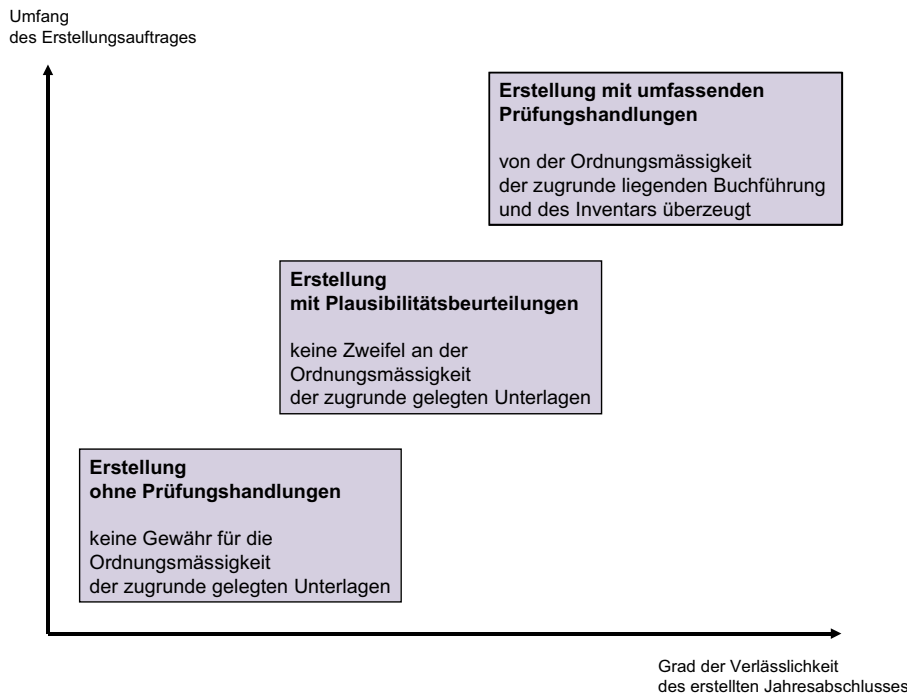 Umfang
des Erstellungsauftrages
Erstellung mit umfassenden
Prüfungshandlungen
von der Ordnungsmässigkeit
der zugrunde liegenden Buchführung
und des Inventars überzeugt
Erstellung
mit Plausibilitätsbeurteilungen
keine Zweifel an der
Ordnungsmässigkeit
der zugrunde gelegten Unterlagen
Erstellung
ohne Prüfungshandlungen
keine Gewähr für die
Ordnungsmässigkeit
der zugrunde gelegten Unterlagen
Grad der Verlässlichkeit
des erstellten Jahresabschlusses